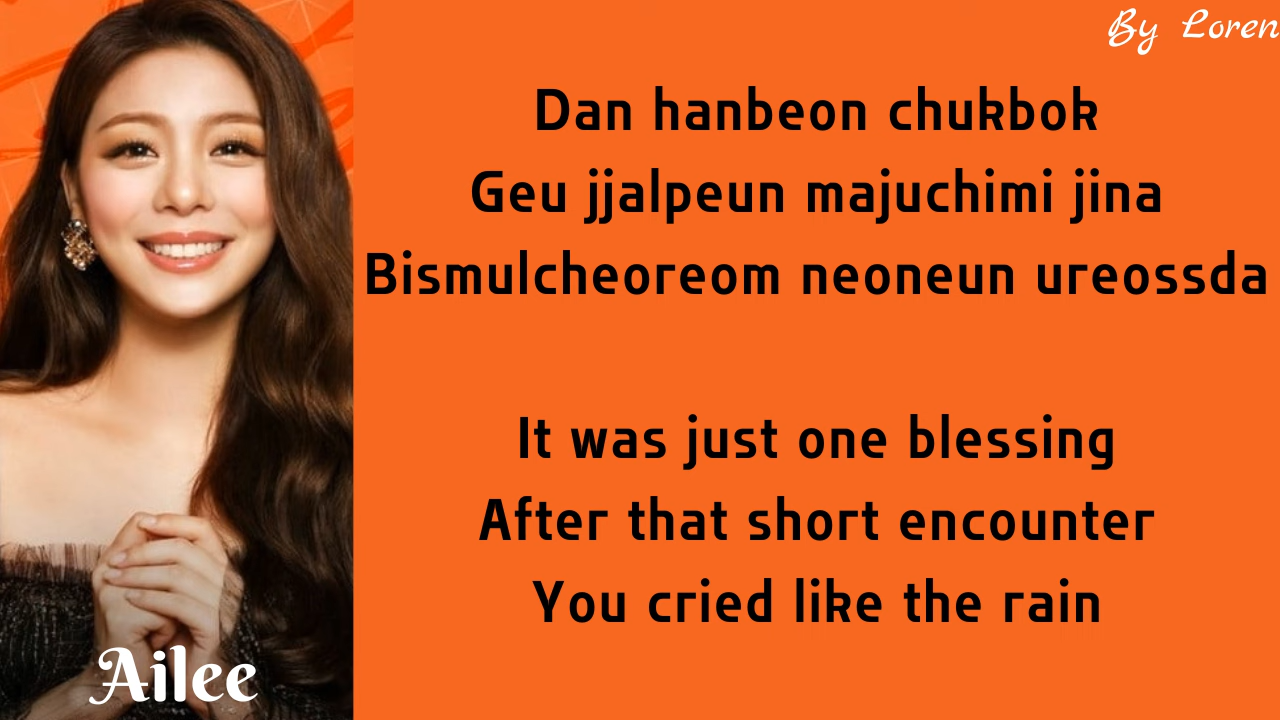 By Loren
Dan hanbeon chukbok
Geu jjalpeun majuchimi jina
Bismulcheoreom neoneun ureossda
It was just one blessing
After that short encounter
You cried like the rain
Ailee